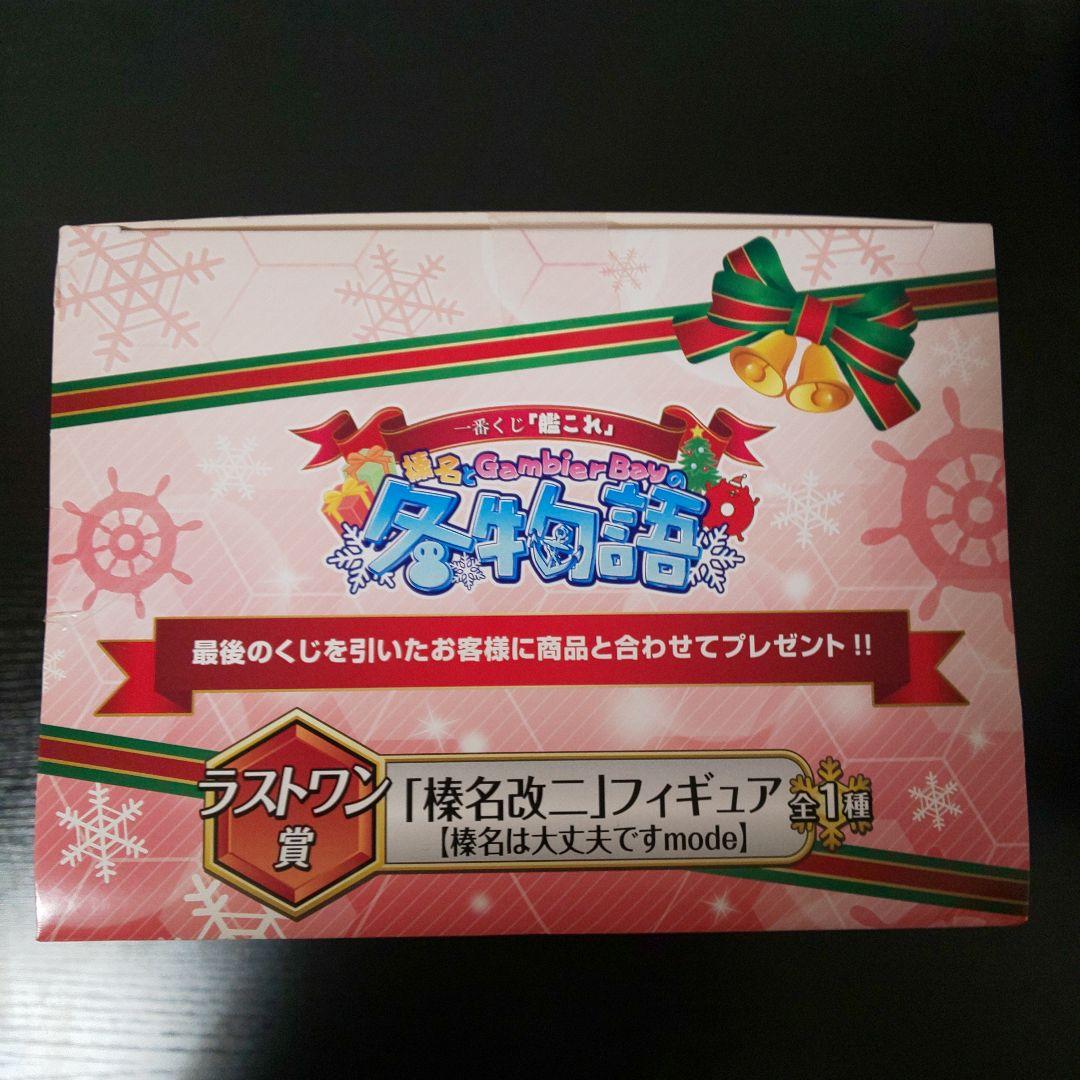 一番くじ「艦これ」
榛名とGambier Bayの
冬物語
最後のくじを引いたお客様に商品と合わせてプレゼント!!
ラストワン賞
「榛名改二」フィギュア
【榛名は大丈夫ですmode】
全1種